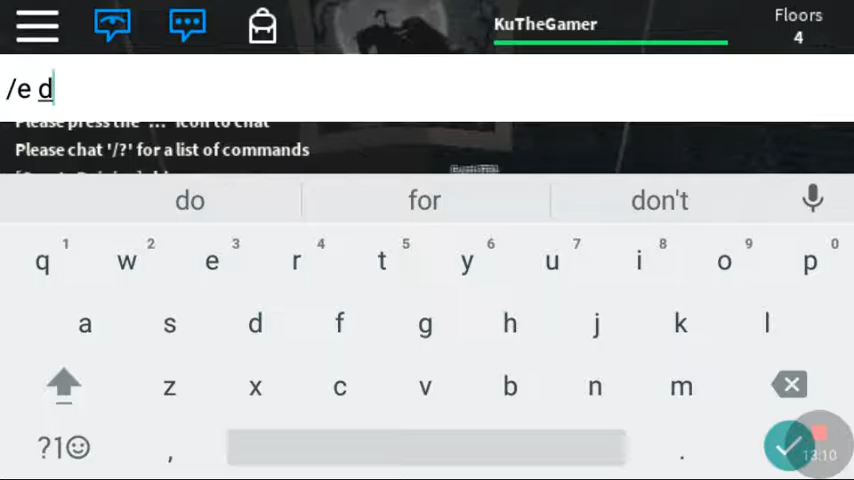 KuTheGamer
Floors
4
/e d
Please press the '...' icon to chat
Please chat '/?' for a list of commands
do for don't
1 2 3 4 5 6 7 8 9 0
q w e r t y u i o p
a s d f g h j k l
z x c v b n m
?1☺ , .
13:10